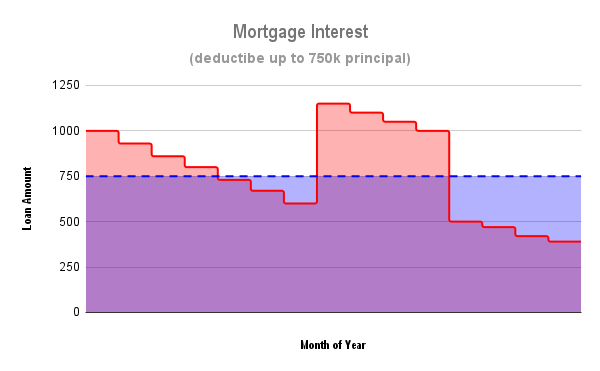 Mortgage Interest
(deductibe up to 750k principal)
1250
1000
750
500
250
0
Loan Amount
Month of Year